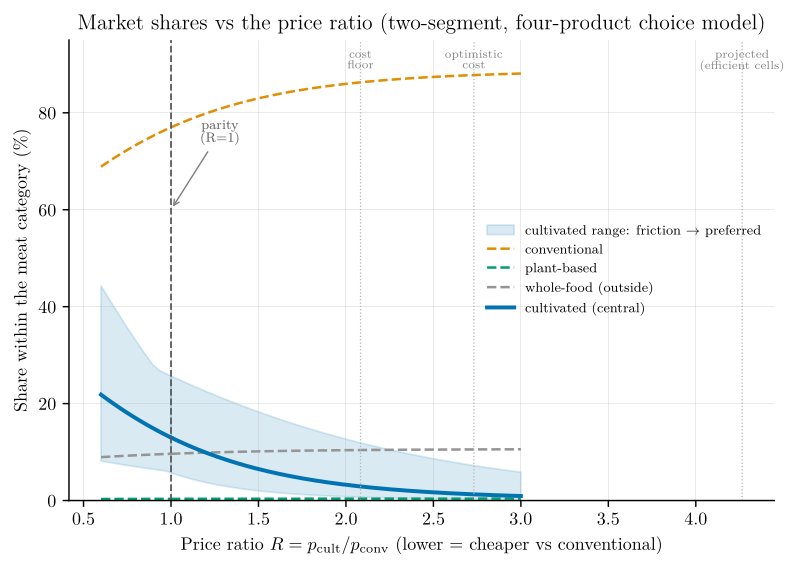 Market shares vs the price ratio (two-segment, four-product choice model)
cost
floor
optimistic
cost
projected
(efficient cells)
parity
(R=1)
cultivated range: friction → preferred
conventional
plant-based
whole-food (outside)
cultivated (central)
Share within the meat category (%)
80
60
40
20
0
0.5
1.0
1.5
2.0
2.5
3.0
3.5
4.0
Price ratio R = p_cult/p_conv (lower = cheaper vs conventional)